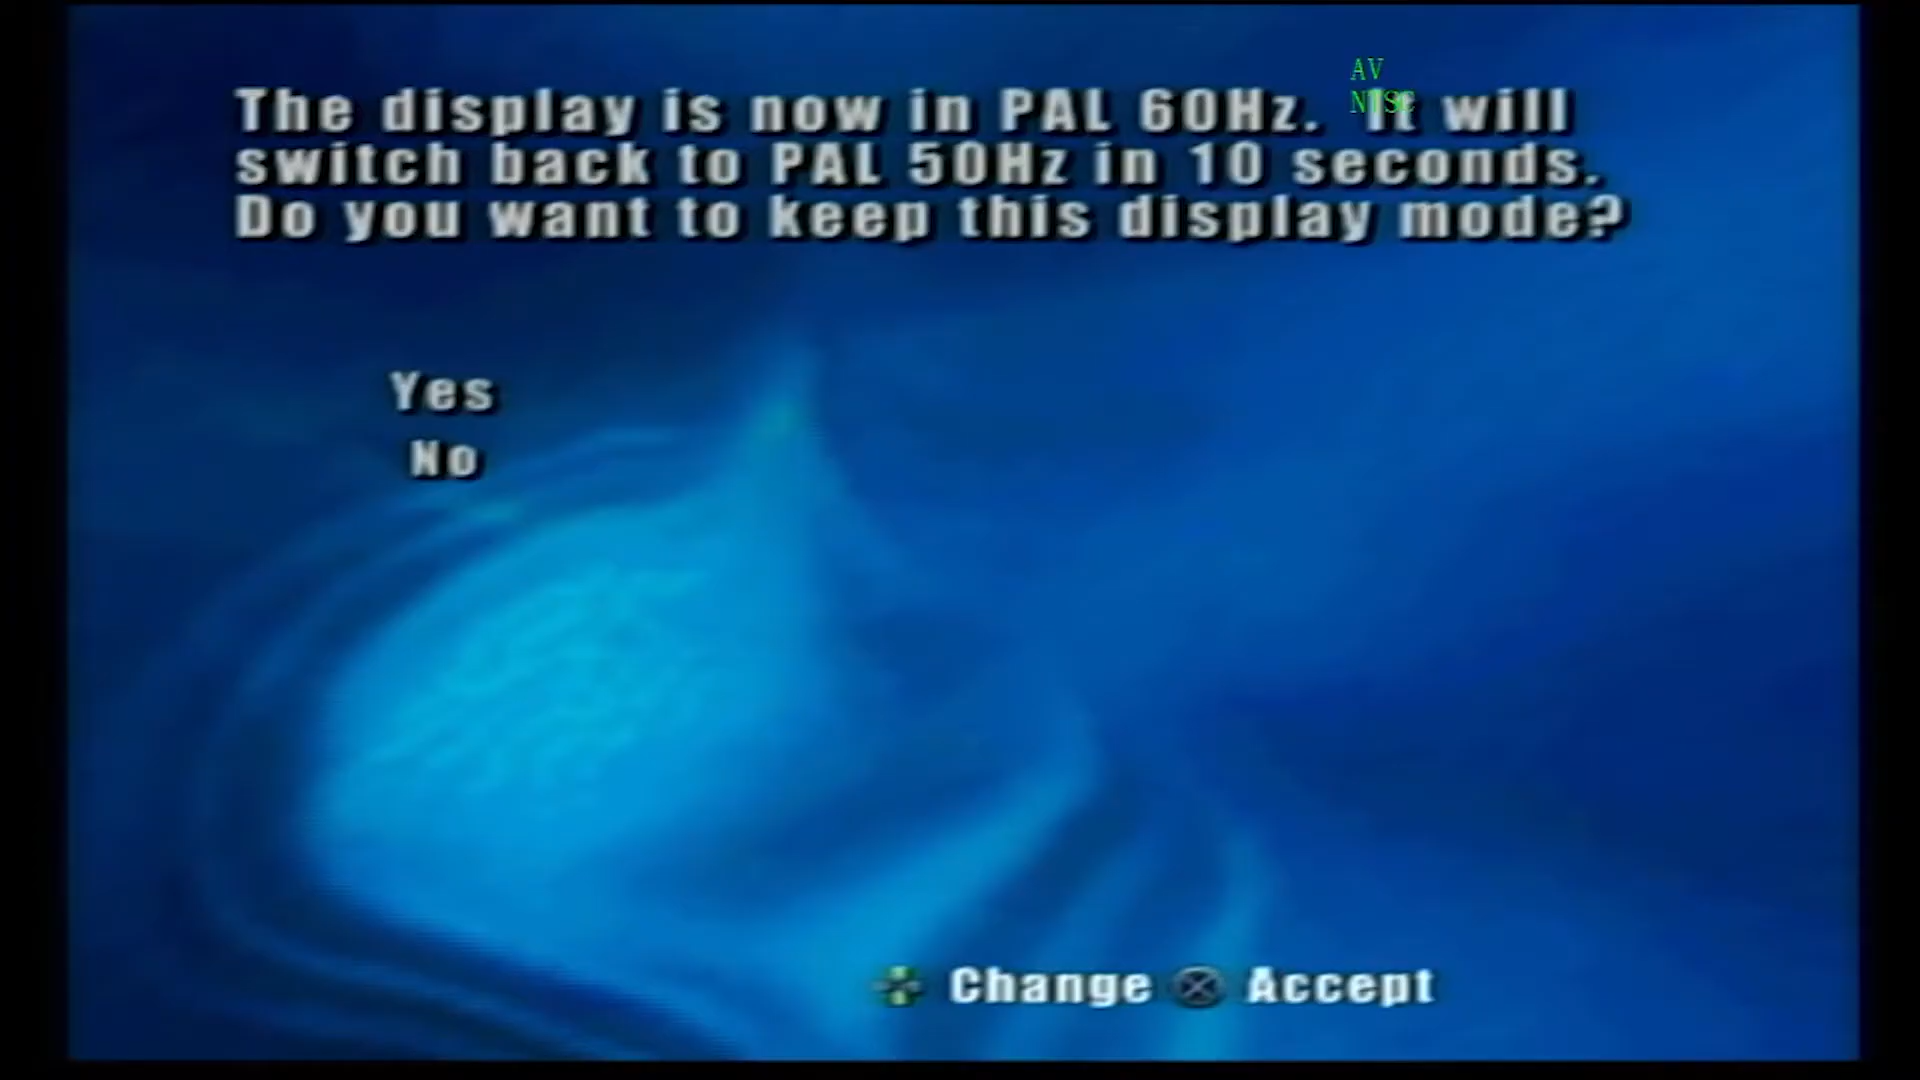 AV
NTSC
The display is now in PAL 60Hz. It will
switch back to PAL 50Hz in 10 seconds.
Do you want to keep this display mode?
Yes
No
Change Accept